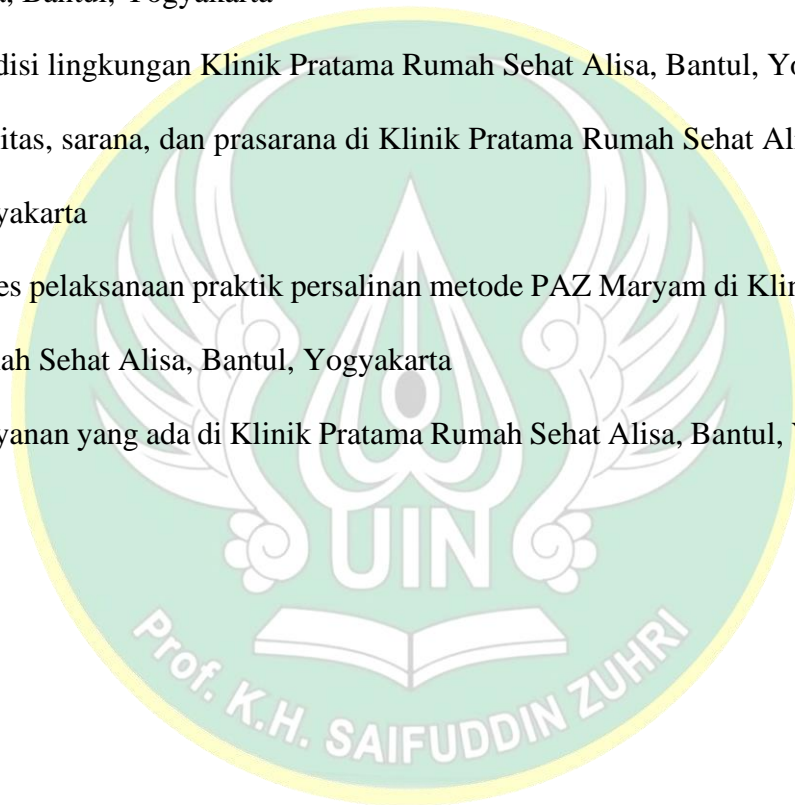 , Bantul, Yogyakarta
disi lingkungan Klinik Pratama Rumah Sehat Alisa, Bantul, Yo
itas, sarana, dan prasarana di Klinik Pratama Rumah Sehat Al
yakarta
es pelaksanaan praktik persalinan metode PAZ Maryam di Klin
ah Sehat Alisa, Bantul, Yogyakarta
yanan yang ada di Klinik Pratama Rumah Sehat Alisa, Bantul,
UIN
Prof. K.H. SAIFUDDIN ZUHRI